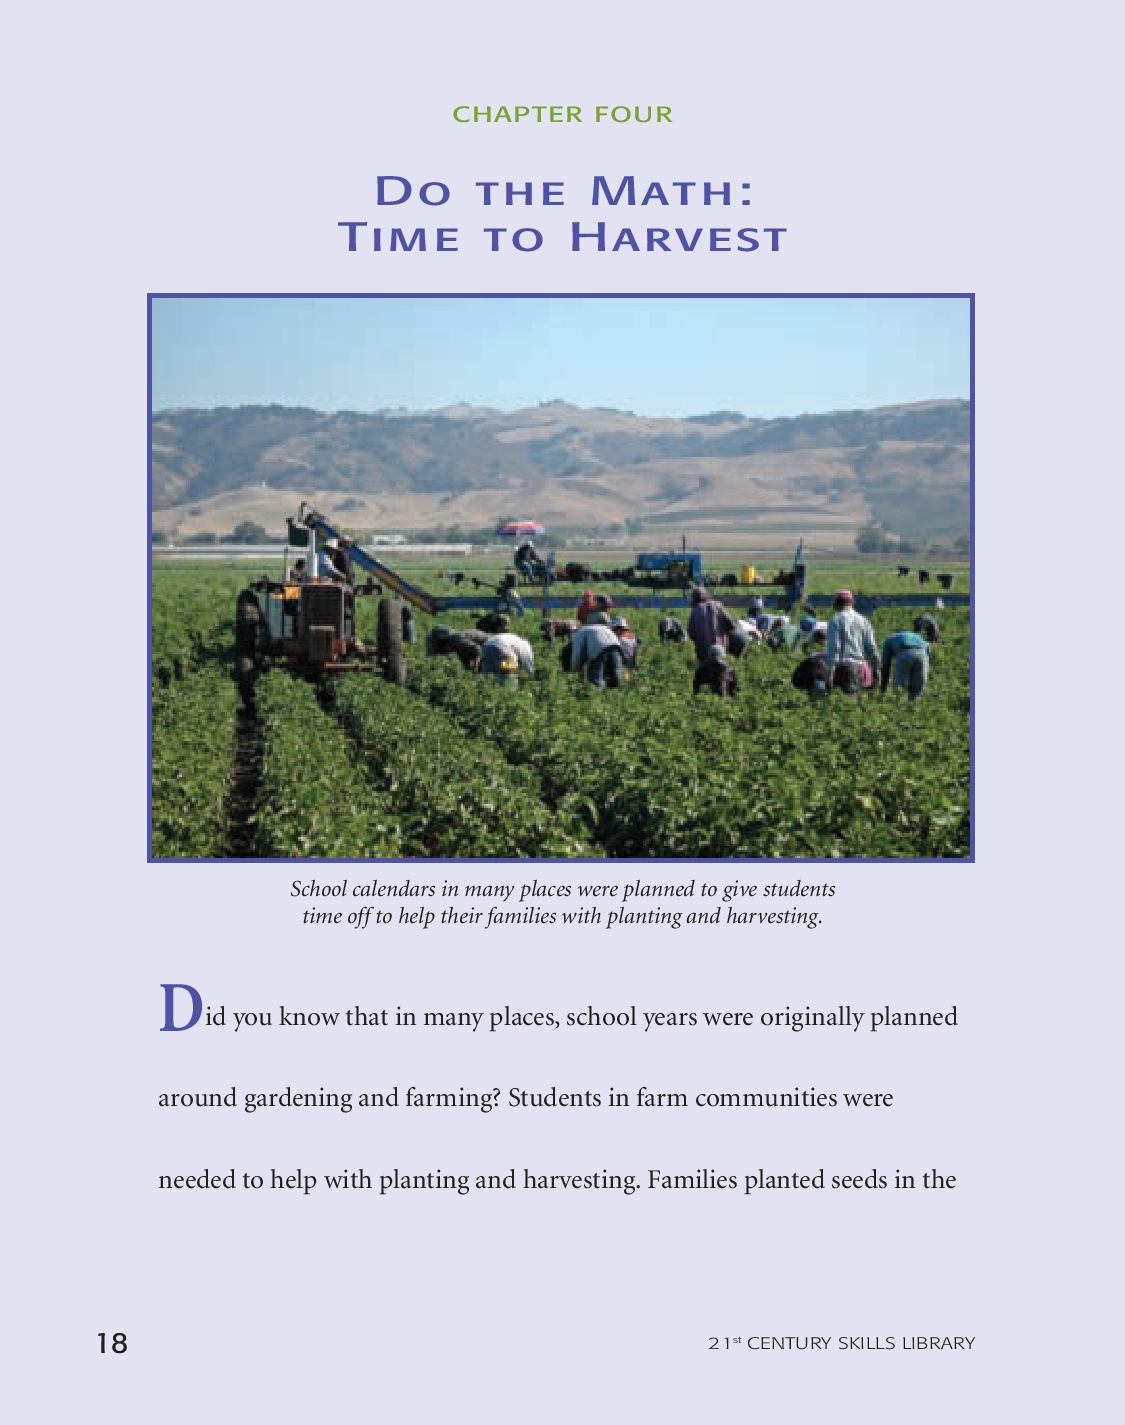 CHAPTER FOUR
DO THE MATH:
TIME TO HARVEST
School calendars in many places were planned to give students
time off to help their families with planting and harvesting.
Did you know that in many places, school years were originally planned
around gardening and farming? Students in farm communities were
needed to help with planting and harvesting. Families planted seeds in the
18
21st CENTURY SKILLS LIBRARY